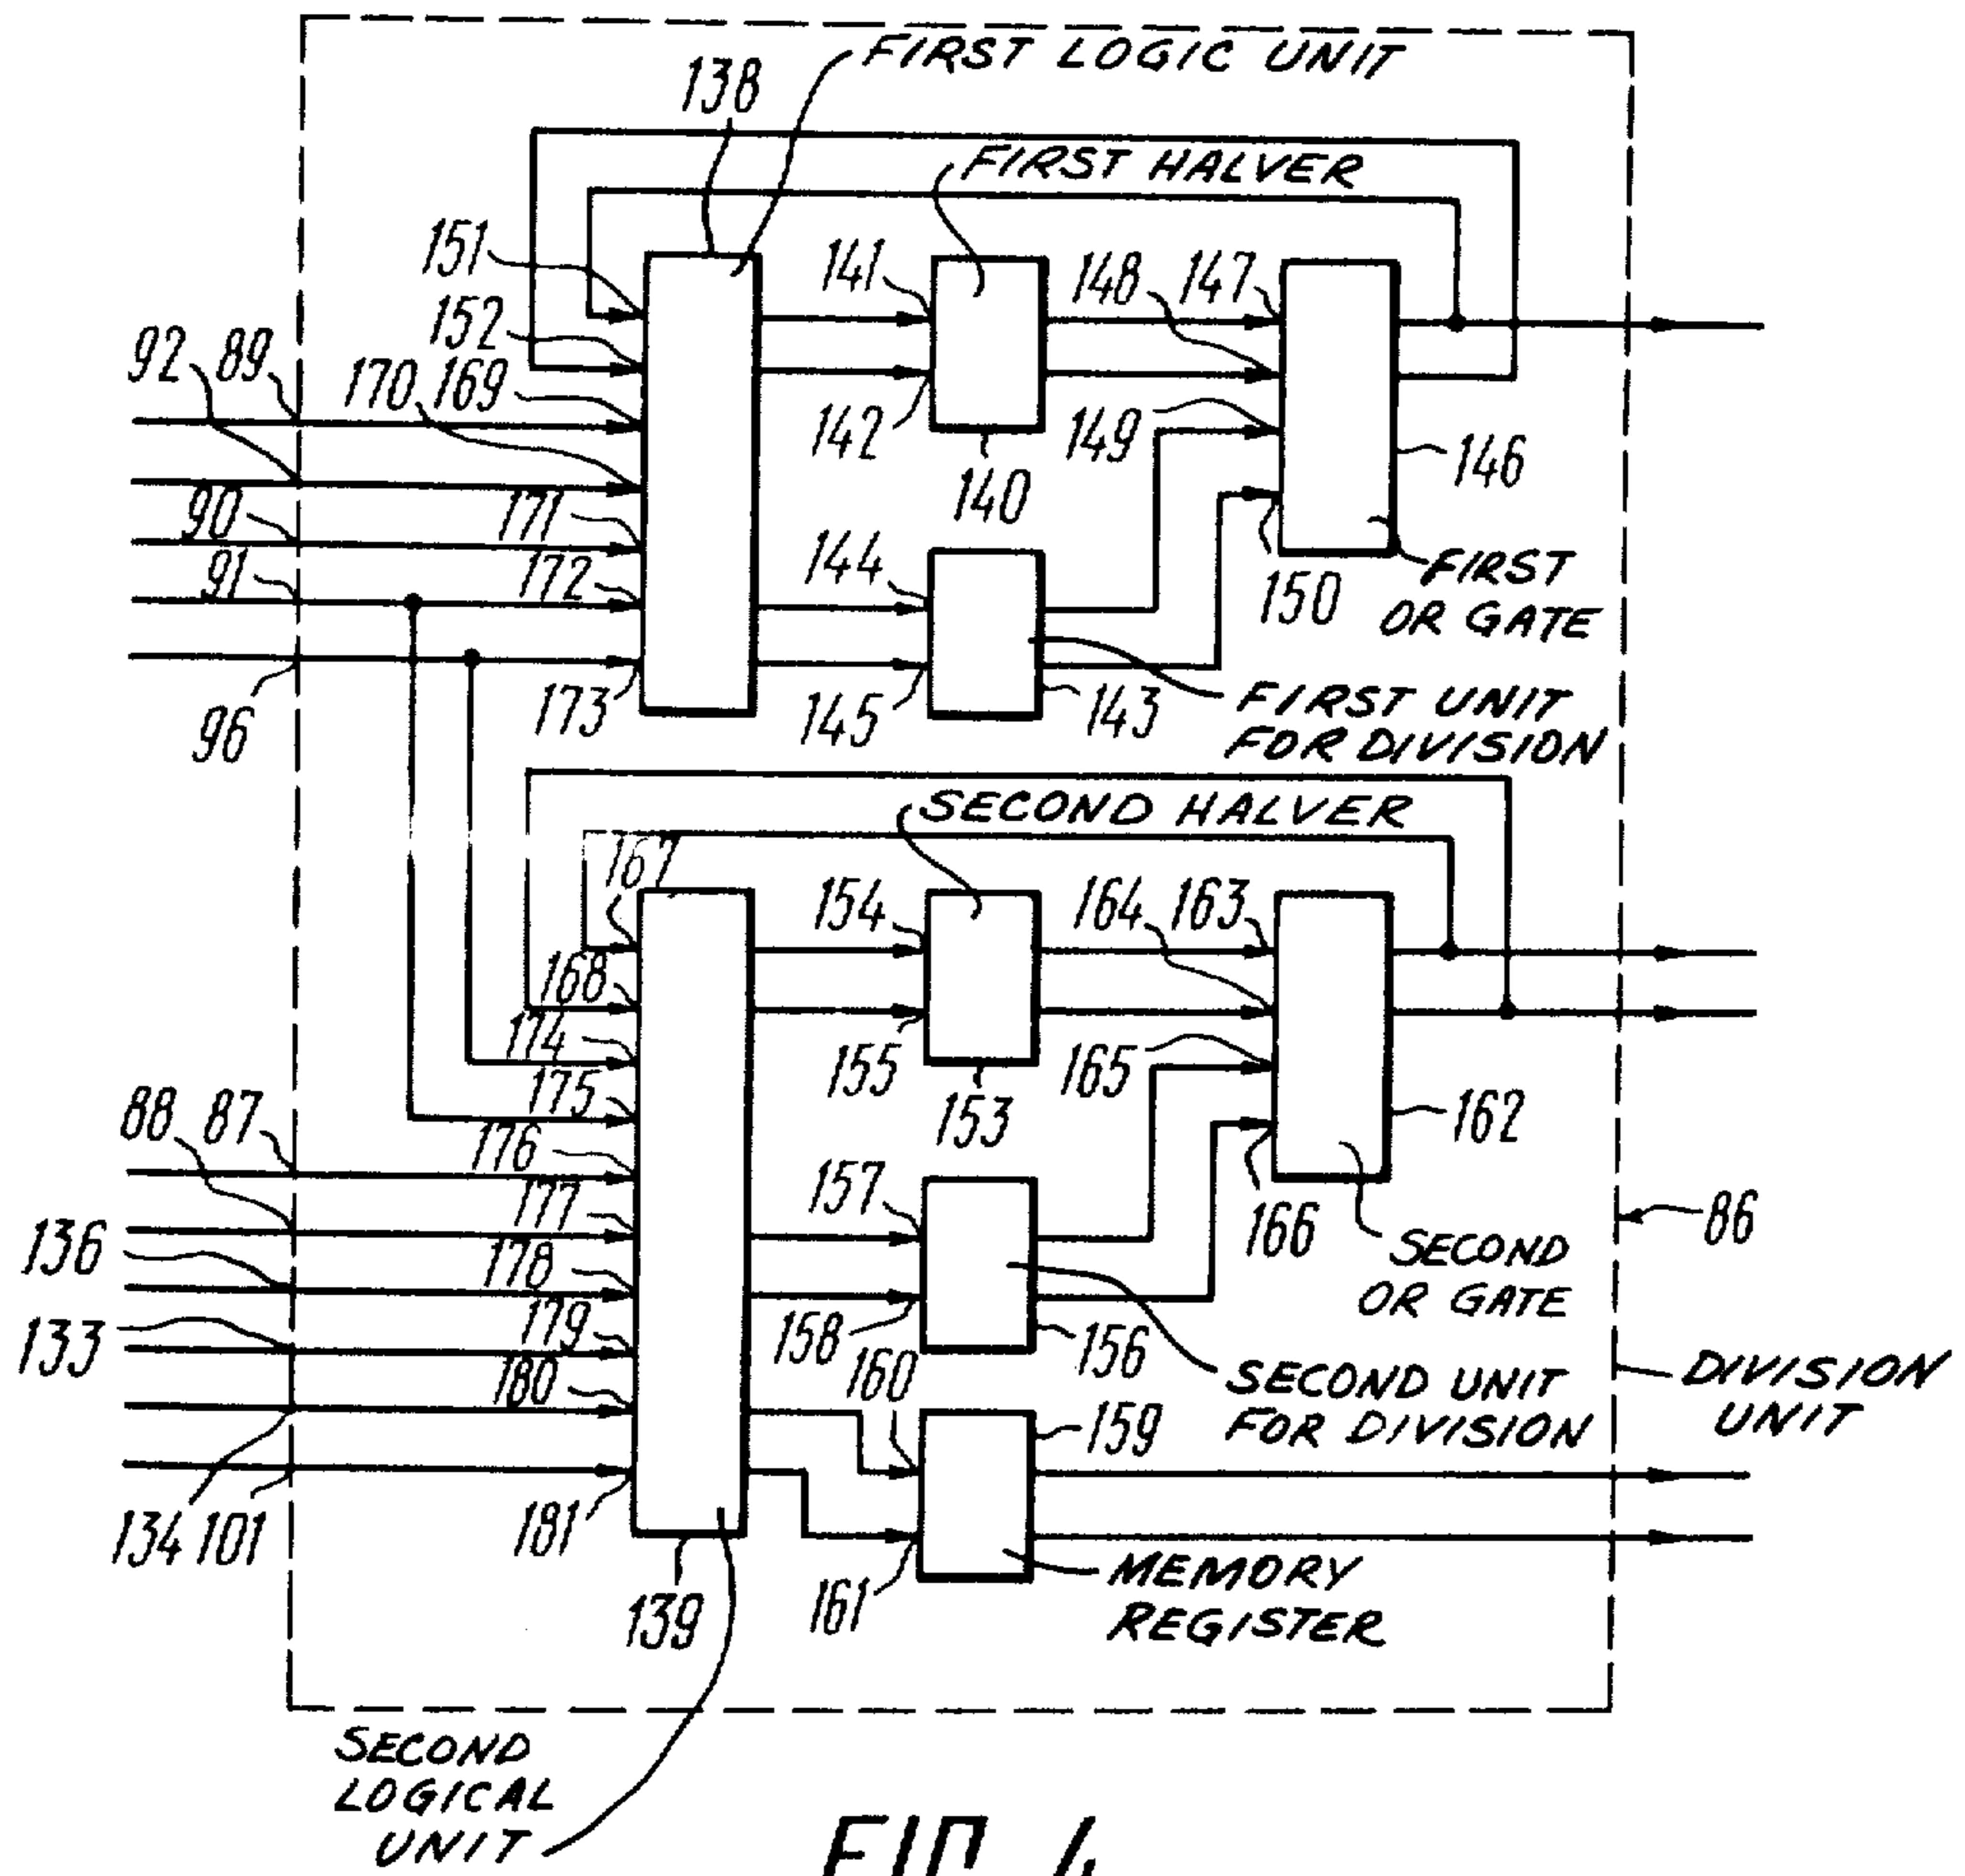 FIRST LOGIC UNIT
138
FIRST HALVER
151
141
148 147
152
92 89
170 169
142
149
146
140
90
171
144
FIRST
OR GATE
91
172
150
96
173
145
143
FIRST UNIT
FOR DIVISION
SECOND HALVER
167
154
164 163
168
174
155
165
175
153
162
88 87
176
157
166
86
136
177
SECOND
OR GATE
178
133
179
158
156
160
DIVISION
UNIT
180
SECOND UNIT
FOR DIVISION
159
134 101
181
161
MEMORY
REGISTER
139
SECOND
LOGICAL
UNIT
FIG. 4